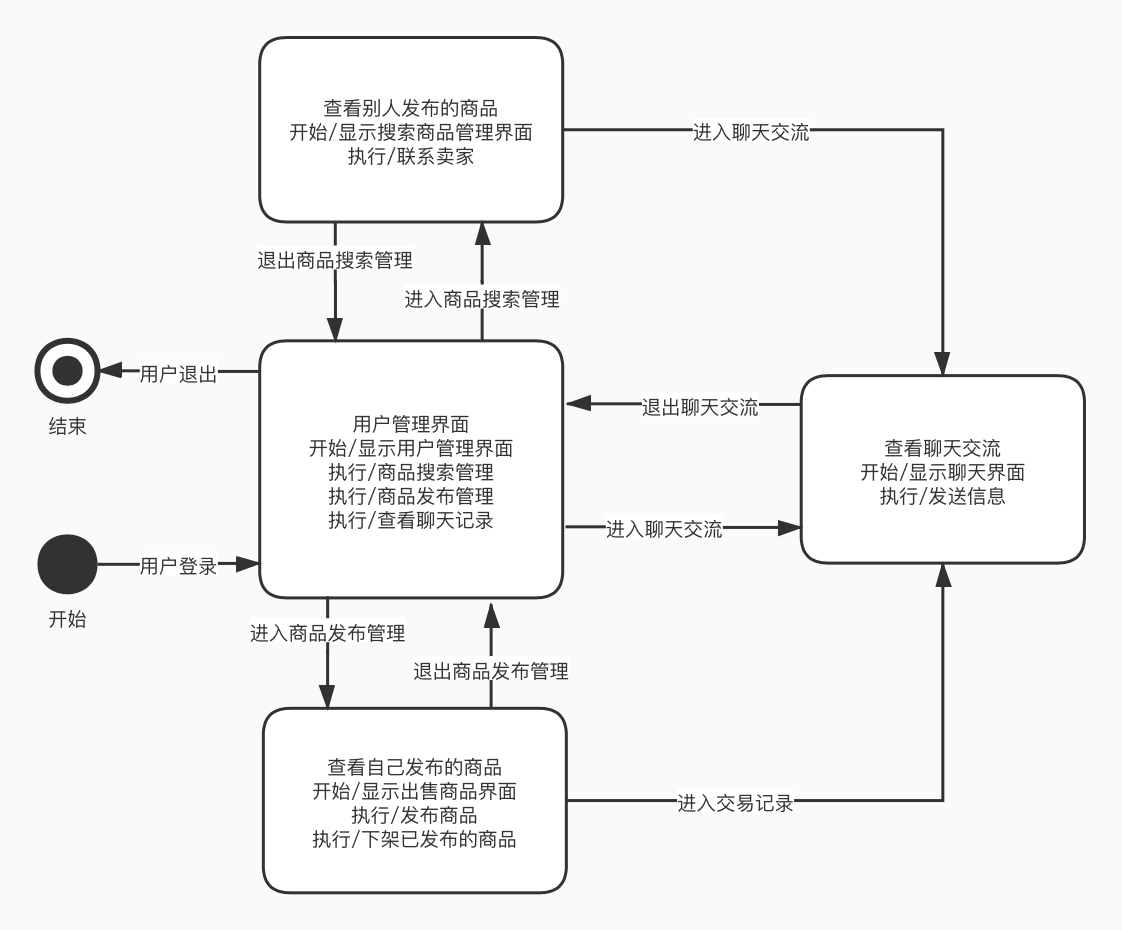 查看别人发布的商品
开始/显示搜索商品管理界面
执行/联系卖家
进入聊天交流
退出商品搜索管理
进入商品搜索管理
用户退出
结束
用户管理界面
开始/显示用户管理界面
执行/商品搜索管理
执行/商品发布管理
执行/查看聊天记录
退出聊天交流
进入聊天交流
查看聊天交流
开始/显示聊天界面
执行/发送信息
用户登录
开始
进入商品发布管理
退出商品发布管理
查看自己发布的商品
开始/显示出售商品界面
执行/发布商品
执行/下架已发布的商品
进入交易记录